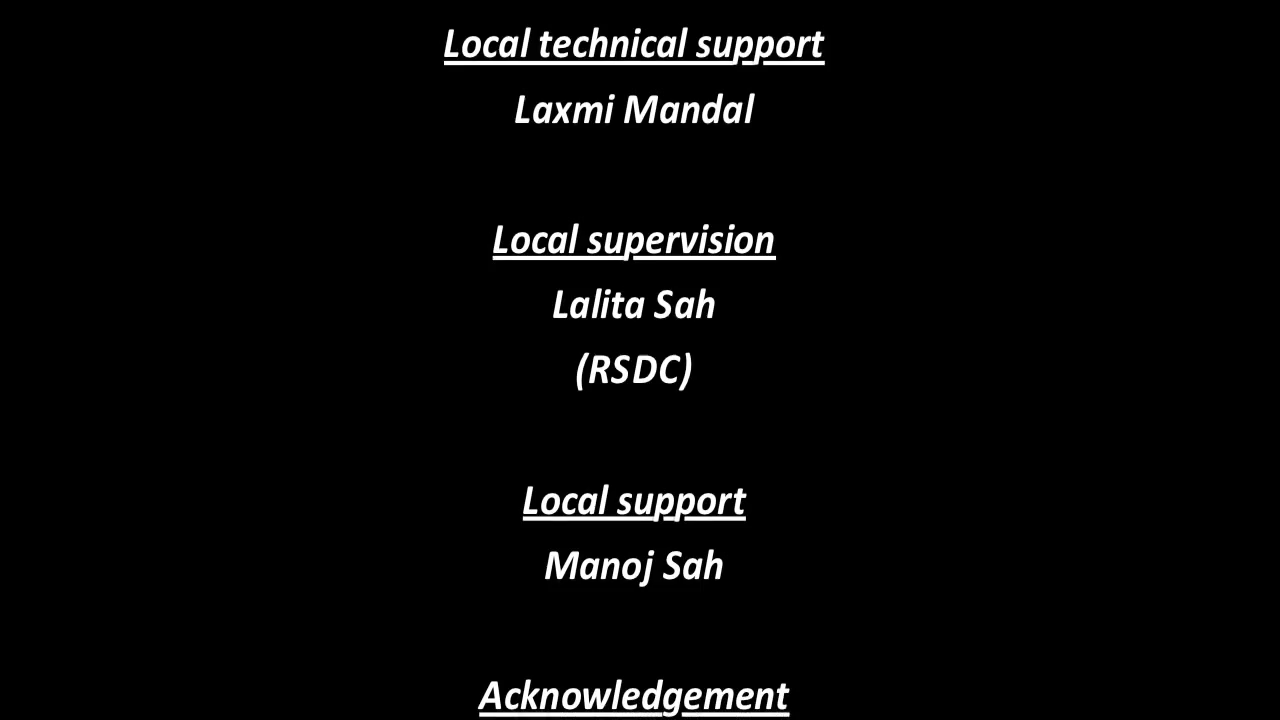 Local technical support
Laxmi Mandal
Local supervision
Lalita Sah
(RSDC)
Local support
Manoj Sah
Acknowledgement